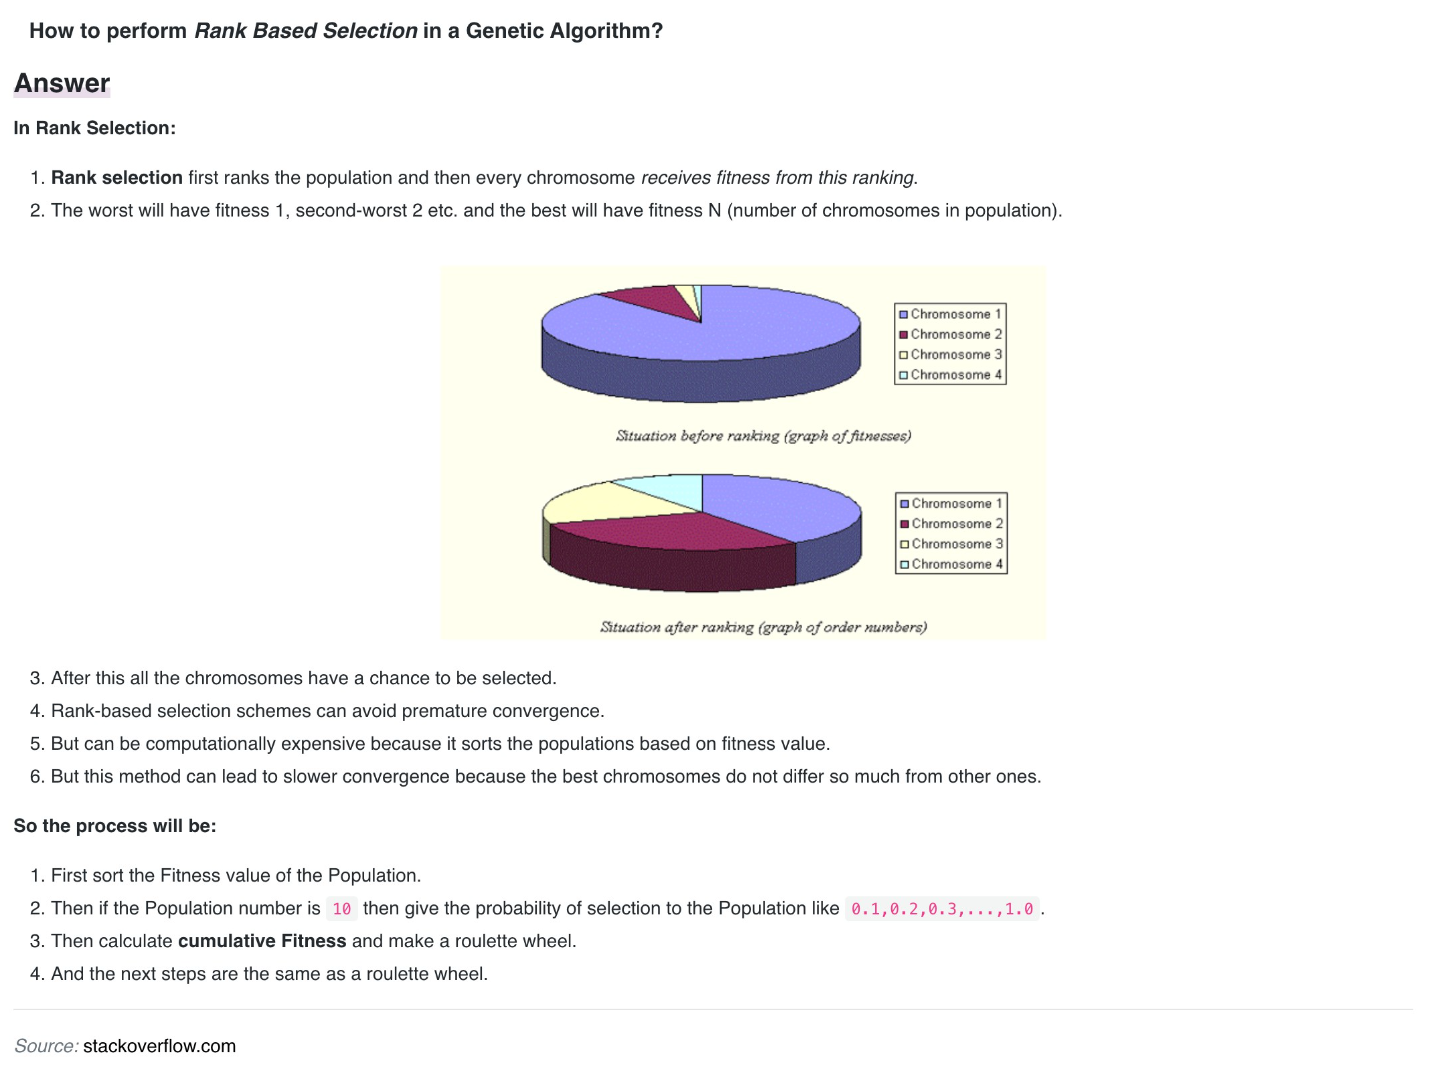 How to perform Rank Based Selection in a Genetic Algorithm?
Answer
In Rank Selection:
1. Rank selection first ranks the population and then every chromosome receives fitness from this ranking.
2. The worst will have fitness 1, second-worst 2 etc. and the best will have fitness N (number of chromosomes in population).
Chromosome 1
Chromosome 2
Chromosome 3
Chromosome 4
Situation before ranking (graph of fitnesses)
Chromosome 1
Chromosome 2
Chromosome 3
Chromosome 4
Situation after ranking (graph of order numbers)
3. After this all the chromosomes have a chance to be selected.
4. Rank-based selection schemes can avoid premature convergence.
5. But can be computationally expensive because it sorts the populations based on fitness value.
6. But this method can lead to slower convergence because the best chromosomes do not differ so much from other ones.
So the process will be:
1. First sort the Fitness value of the Population.
2. Then if the Population number is 10 then give the probability of selection to the Population like 0.1,0.2,0.3,...,1.0 .
3. Then calculate cumulative Fitness and make a roulette wheel.
4. And the next steps are the same as a roulette wheel.
Source: stackoverflow.com